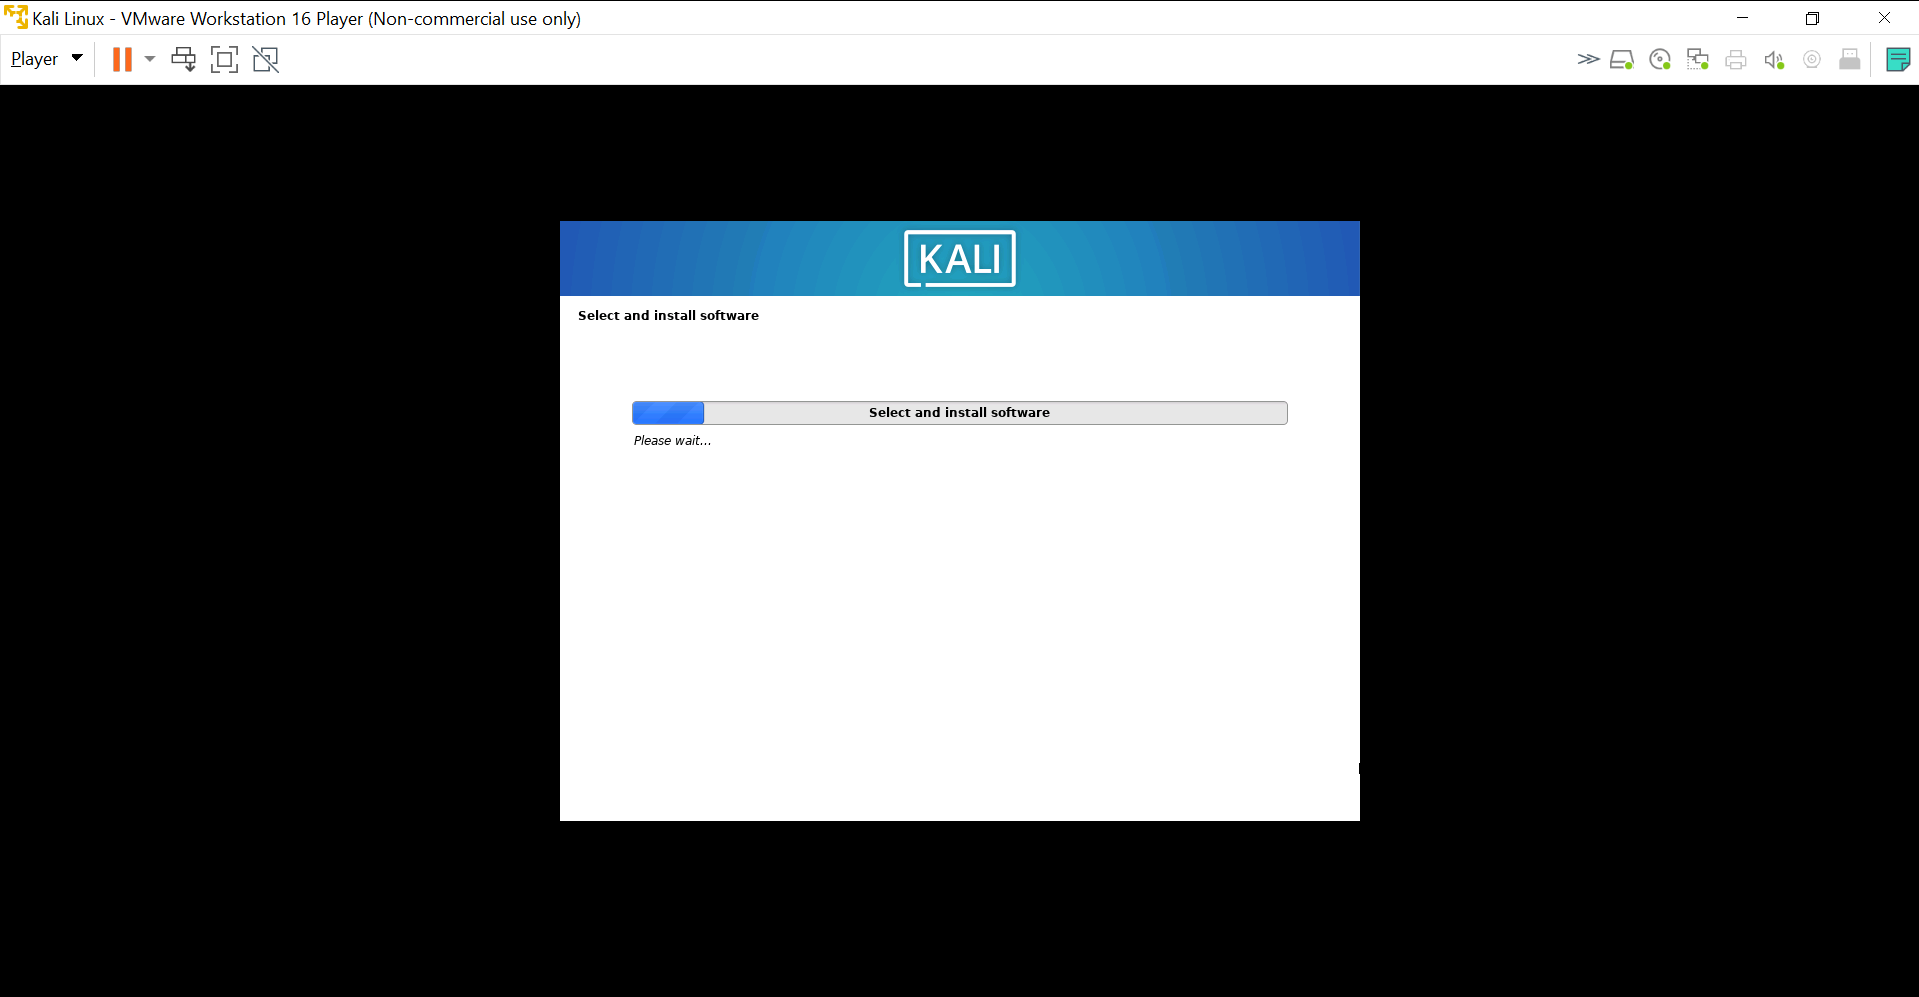 Kali Linux - VMware Workstation 16 Player (Non-commercial use only)
Player
KALI
Select and install software
Select and install software
Please wait...